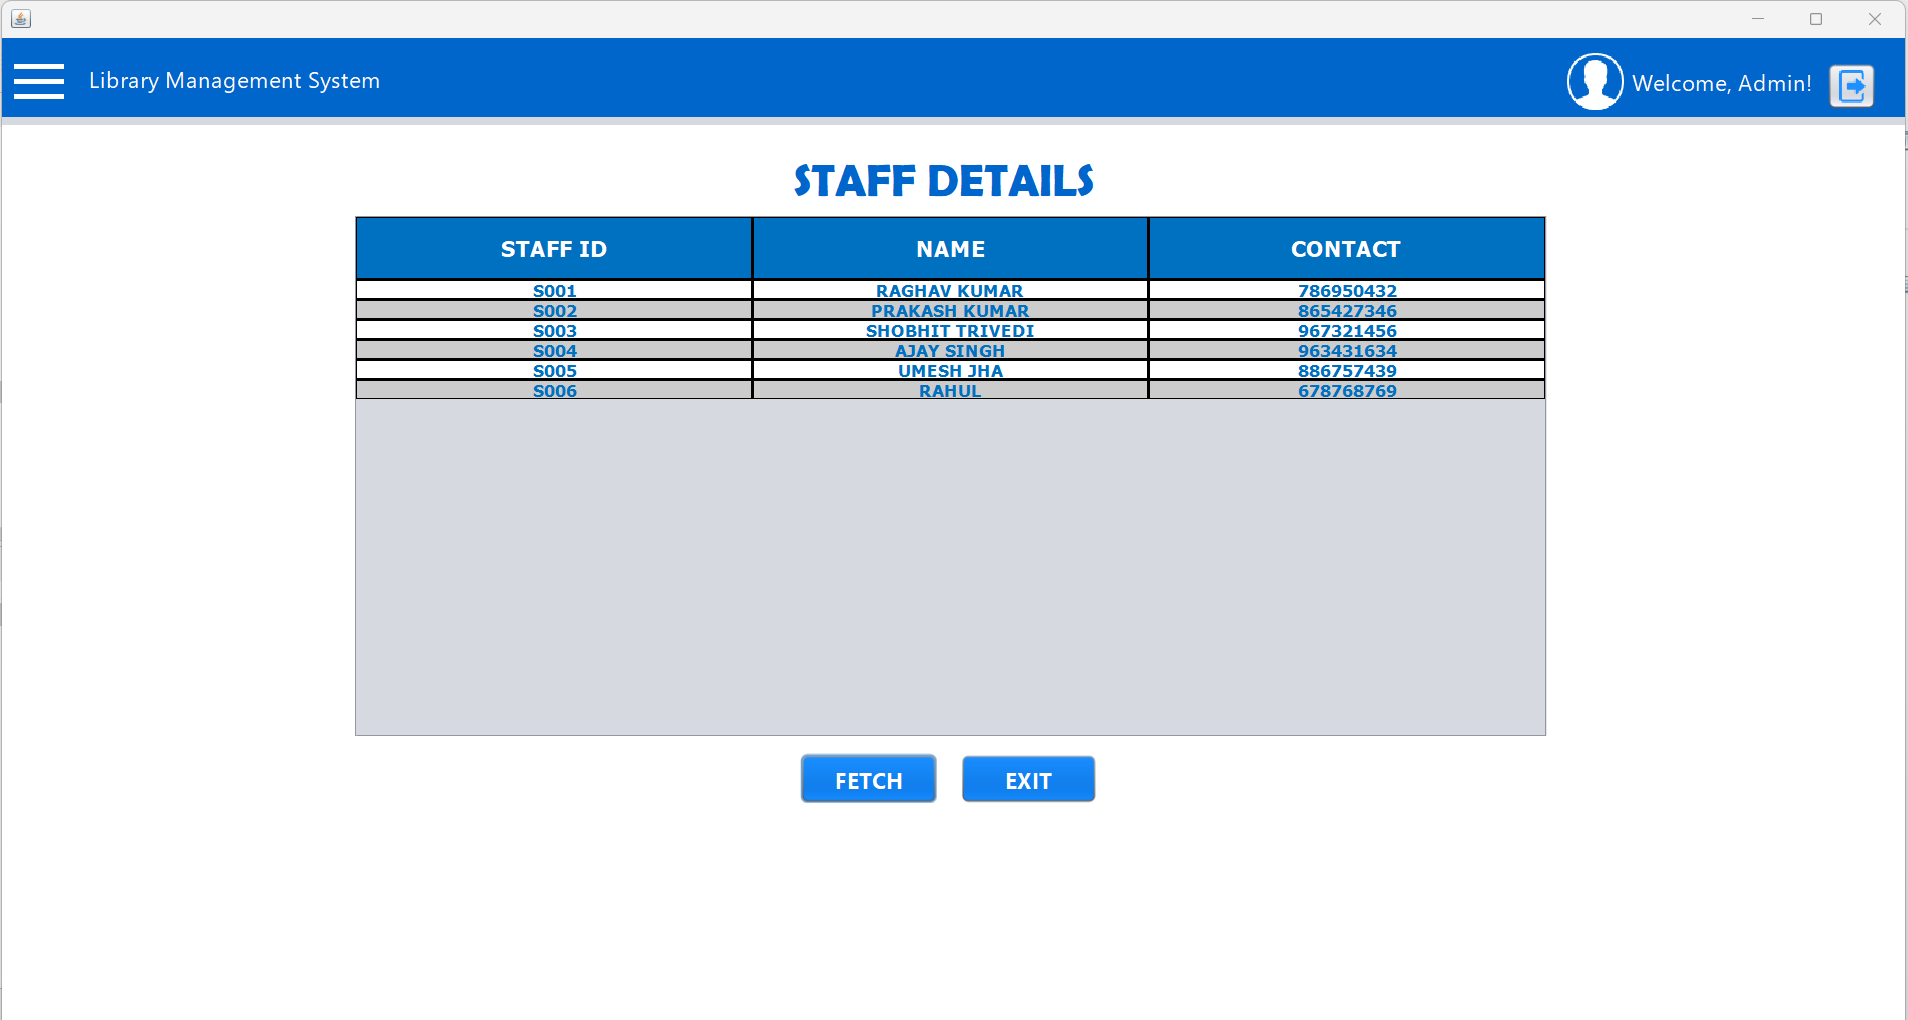 Library Management System
Welcome, Admin!
STAFF DETAILS
STAFF ID NAME CONTACT
S001 RAGHAV KUMAR 786950432
S002 PRAKASH KUMAR 865427346
S003 SHOBHIT TRIVEDI 967321456
S004 AJAY SINGH 963431634
S005 UMESH JHA 886757439
S006 RAHUL 678768769
FETCH EXIT